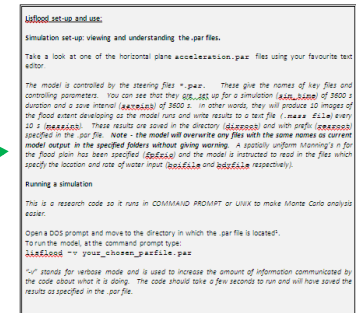 Lisflood set-up and use:
Simulation set-up: viewing and understanding the .par files.
Take a look at one of the horizontal plane acceleration.par files using your favourite text
editor.
The model is controlled by the steering files *.par. These give the names of key files and
controlling parameters. You can see that they are set up for a simulation (sim_time) of 3600 s
duration and a save interval (saveint) of 3600 s. In other words, they will produce 10 images of
the flood extent developing as the model runs and write results to a text file (.mass file) every
10 s (massint). These results are saved in the directory (dirroot) and with prefix (resroot)
specified in the .par file. Note - the model will overwrite any files with the same names as current
model output in the specified folders without giving warning. A spatially uniform Manning's n for
the flood plain has been specified (fpfric) and the model is instructed to read in the files which
specify the location and rate of water input (bcifile and bdyfile respectively).
Running a simulation
This is a research code so it runs in COMMAND PROMPT or UNIX to make Monte Carlo analysis
easier.
Open a DOS prompt and move to the directory in which the .par file is located¹.
To run the model, at the command prompt type:
lisflood -v your_chosen_parfile.par
"-v" stands for verbose mode and is used to increase the amount of information communicated by
the code about what it is doing. The code should take a few seconds to run and will have saved the
results as specified in the .par file.